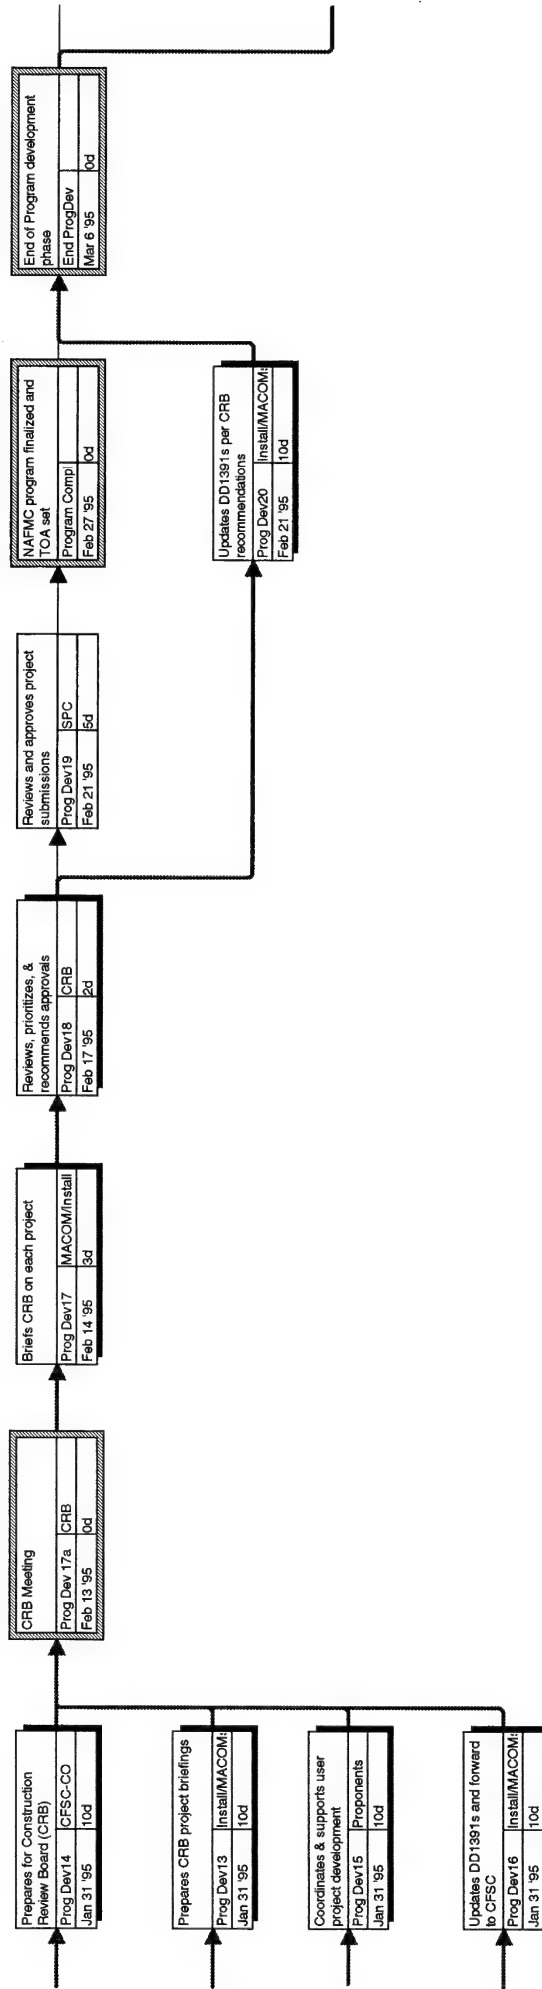 Prepares for Construction
Review Board (CRB)
Prog Dev14 CFSC-CO
Jan 31 '95 10d
Prepares CRB project briefings
Prog Dev13 Install/MACOMs
Jan 31 '95 10d
Coordinates & supports user
project development
Prog Dev15 Proponents
Jan 31 '95 10d
Updates DD1391s and forward
to CFSC
Prog Dev16 Install/MACOMs
Jan 31 '95 10d
CRB Meeting
Prog Dev 17a CRB
Feb 13 '95 0d
Briefs CRB on each project
Prog Dev17 MACOM/Install
Feb 14 '95 3d
Reviews, prioritizes, &
recommends approvals
Prog Dev18 CRB
Feb 17 '95 2d
Reviews and approves project
submissions
Prog Dev19 SPC
Feb 21 '95 5d
NAFMC program finalized and
TOA set
Program Compl
Feb 27 '95 0d
Updates DD1391s per CRB
recommendations
Prog Dev20 Install/MACOMs
Feb 21 '95 10d
End of Program development
phase
End ProgDev
Mar 6 '95 0d